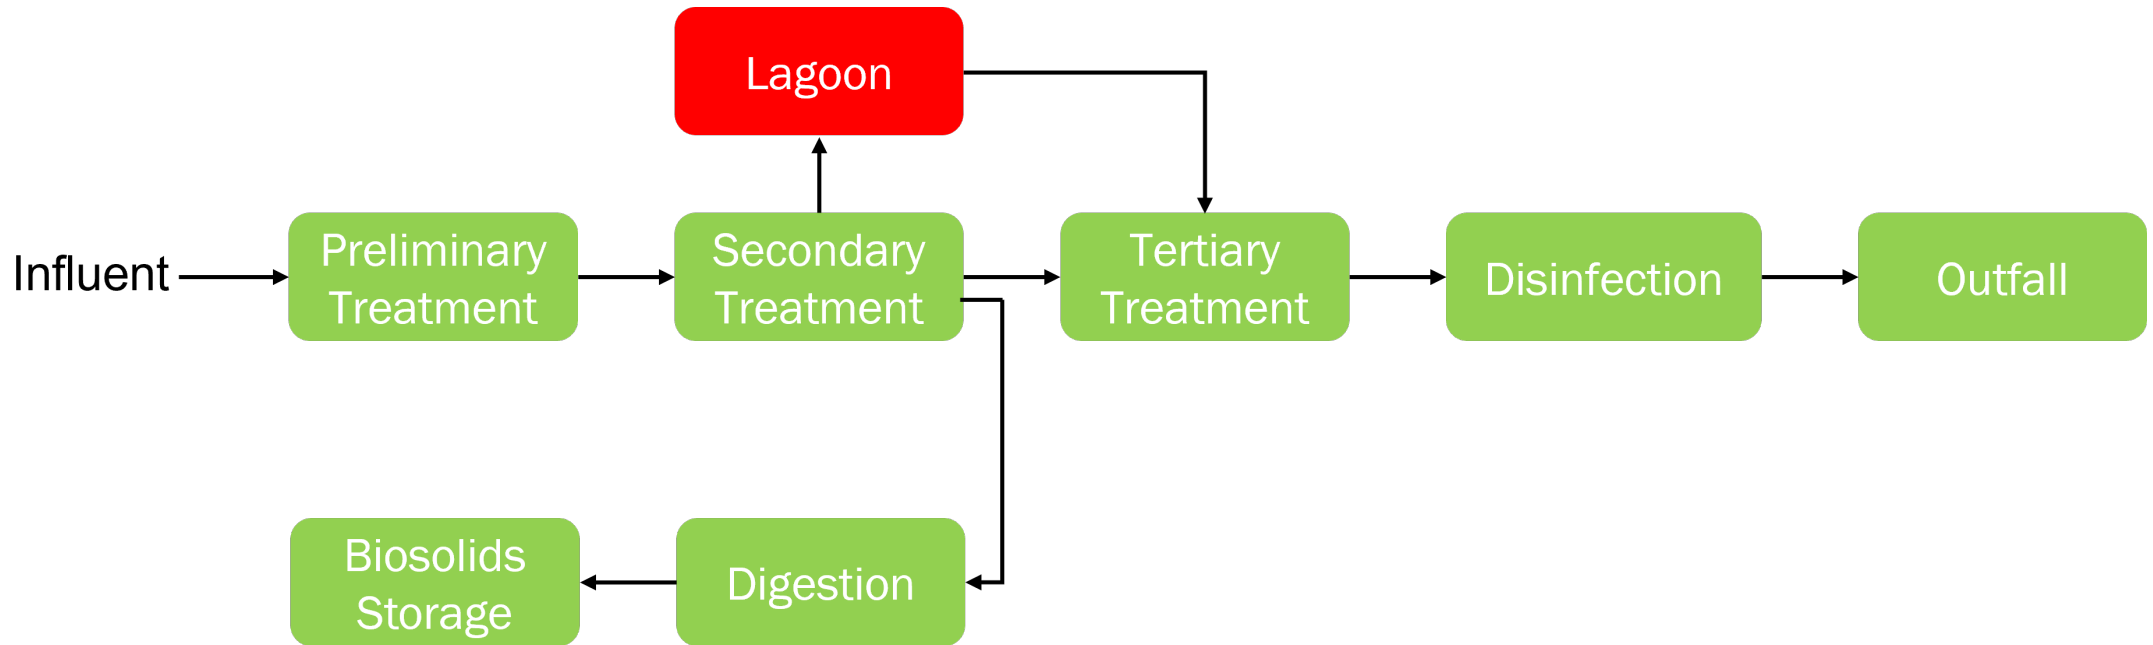 Lagoon
Influent
Preliminary
Treatment
Secondary
Treatment
Tertiary
Treatment
Disinfection
Outfall
Biosolids
Storage
Digestion